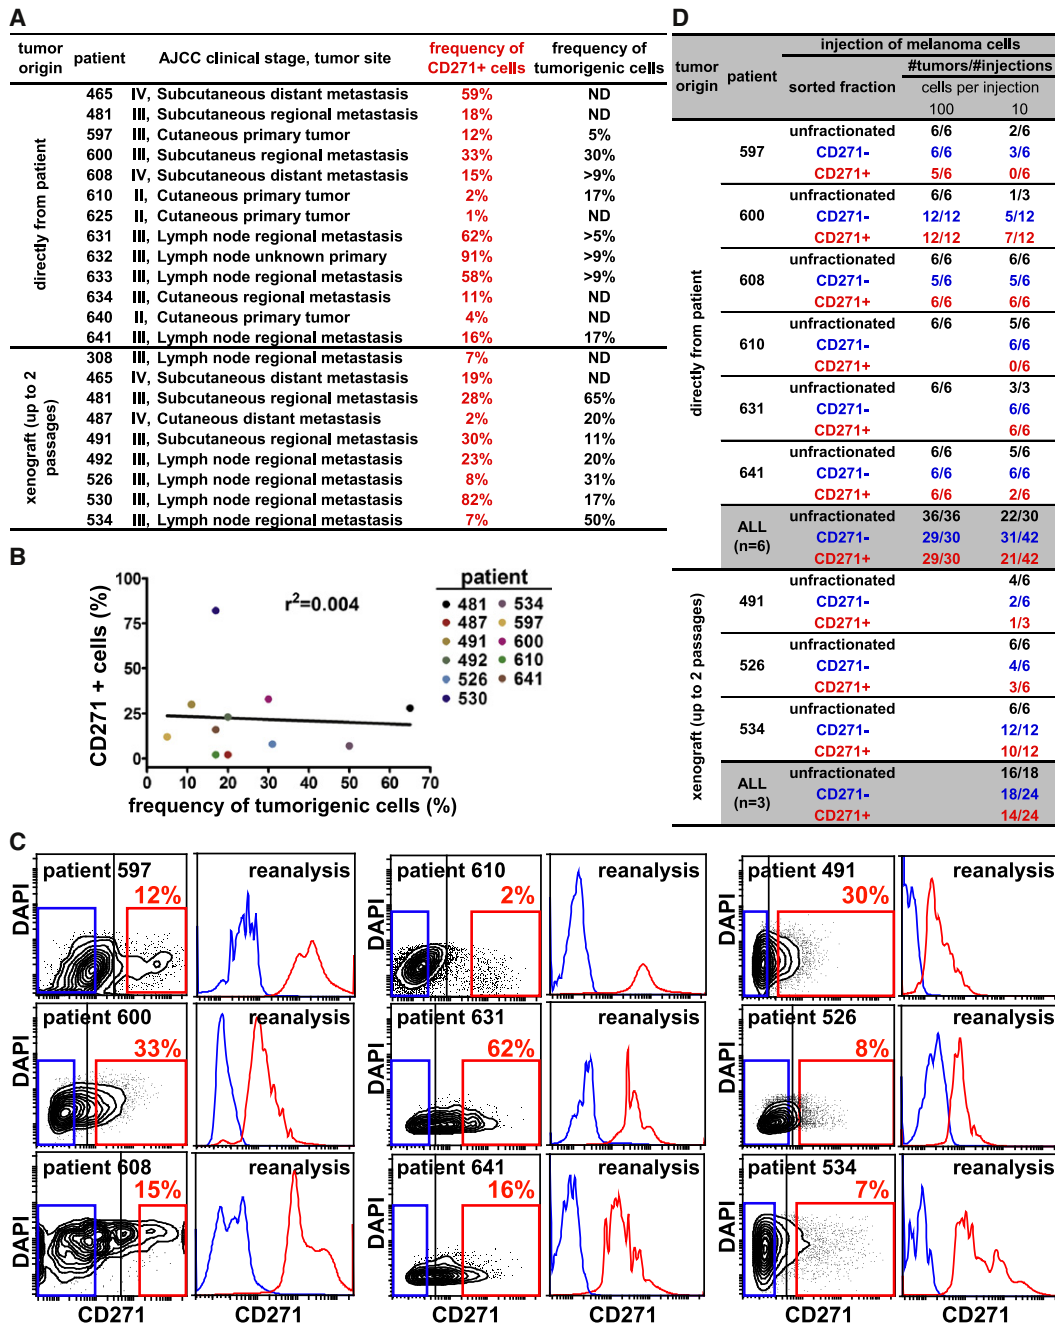 A
tumor origin patient AJCC clinical stage, tumor site frequency of CD271+ cells frequency of tumorigenic cells
directly from patient
465 IV, Subcutaneous distant metastasis 59% ND
481 III, Subcutaneous regional metastasis 18% ND
597 III, Cutaneous primary tumor 12% 5%
600 III, Subcutaneus regional metastasis 33% 30%
608 IV, Subcutaneous distant metastasis 15% >9%
610 II, Cutaneous primary tumor 2% 17%
625 II, Cutaneous primary tumor 1% ND
631 III, Lymph node regional metastasis 62% >5%
632 III, Lymph node unknown primary 91% >9%
633 III, Lymph node regional metastasis 58% >9%
634 III, Cutaneous regional metastasis 11% ND
640 II, Cutaneous primary tumor 4% ND
641 III, Lymph node regional metastasis 16% 17%
xenograft (up to 2 passages)
308 III, Lymph node regional metastasis 7% ND
465 IV, Subcutaneous distant metastasis 19% ND
481 III, Subcutaneous regional metastasis 28% 65%
487 IV, Cutaneous distant metastasis 2% 20%
491 III, Subcutaneous regional metastasis 30% 11%
492 III, Lymph node regional metastasis 23% 20%
526 III, Lymph node regional metastasis 8% 31%
530 III, Lymph node regional metastasis 82% 17%
534 III, Lymph node regional metastasis 7% 50%
B
CD271 + cells (%)
100
75
50
25
0
r²=0.004
0 10 20 30 40 50 60 70
frequency of tumorigenic cells (%)
patient
481 534
487 597
491 600
492 610
526 641
530
C
patient 597 12% reanalysis
patient 610 2% reanalysis
patient 491 30% reanalysis
DAPI DAPI DAPI
patient 600 33% reanalysis
patient 631 62% reanalysis
patient 526 8% reanalysis
DAPI DAPI DAPI
patient 608 15% reanalysis
patient 641 16% reanalysis
patient 534 7% reanalysis
DAPI DAPI DAPI
CD271 CD271 CD271 CD271 CD271 CD271
D
tumor origin patient injection of melanoma cells
sorted fraction #tumors/#injections
cells per injection
100 10
directly from patient
597
unfractionated 6/6 2/6
CD271- 6/6 3/6
CD271+ 5/6 0/6
600
unfractionated 6/6 1/3
CD271- 12/12 5/12
CD271+ 12/12 7/12
608
unfractionated 6/6 6/6
CD271- 5/6 5/6
CD271+ 6/6 6/6
610
unfractionated 6/6 5/6
CD271- 6/6
CD271+ 0/6
631
unfractionated 6/6 3/3
CD271- 6/6
CD271+ 6/6
641
unfractionated 6/6 5/6
CD271- 6/6 6/6
CD271+ 6/6 2/6
ALL (n=6)
unfractionated 36/36 22/30
CD271- 29/30 31/42
CD271+ 29/30 21/42
xenograft (up to 2 passages)
491
unfractionated 4/6
CD271- 2/6
CD271+ 1/3
526
unfractionated 6/6
CD271- 4/6
CD271+ 3/6
534
unfractionated 6/6
CD271- 12/12
CD271+ 10/12
ALL (n=3)
unfractionated 16/18
CD271- 18/24
CD271+ 14/24